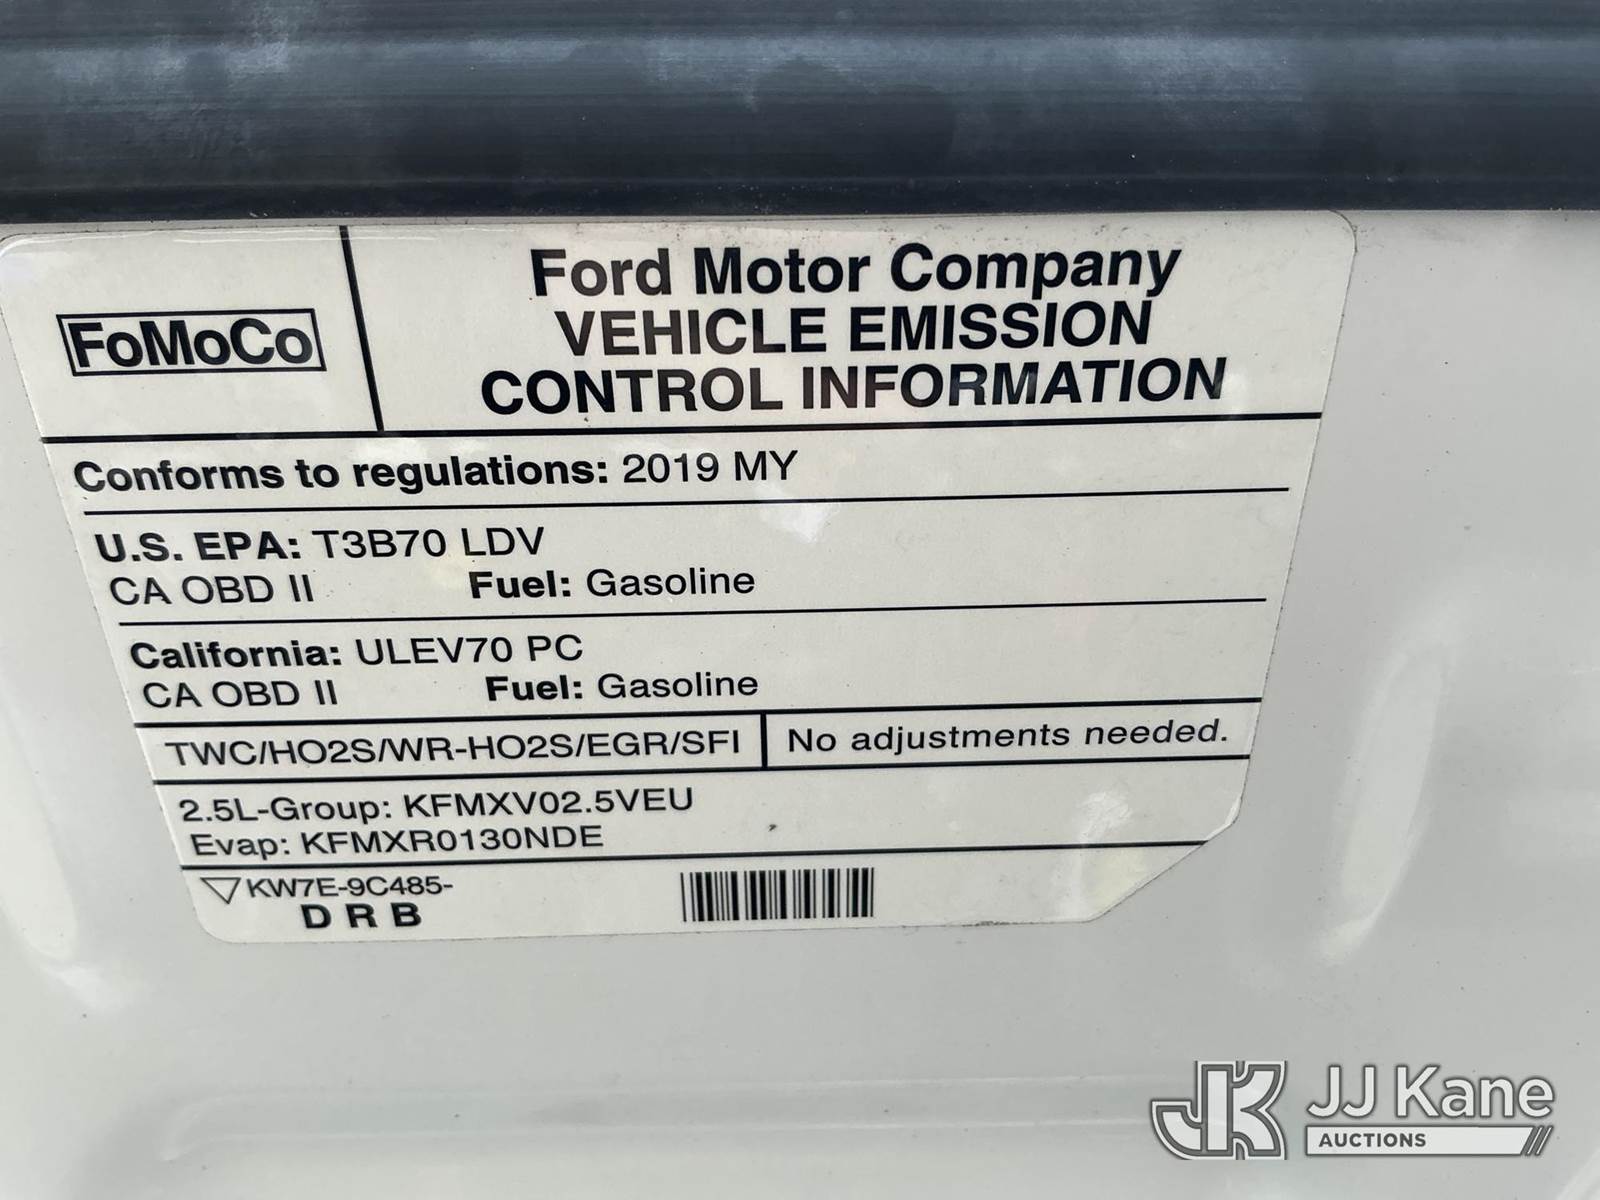 FoMoCo
Ford Motor Company
VEHICLE EMISSION
CONTROL INFORMATION
Conforms to regulations: 2019 MY
U.S. EPA: T3B70 LDV
CA OBD II Fuel: Gasoline
California: ULEV70 PC
CA OBD II Fuel: Gasoline
TWC/HO2S/WR-HO2S/EGR/SFI
No adjustments needed.
2.5L-Group: KFMXV02.5VEU
Evap: KFMXR0130NDE
KW7E-9C485-
D R B
JK
JJ Kane
AUCTIONS